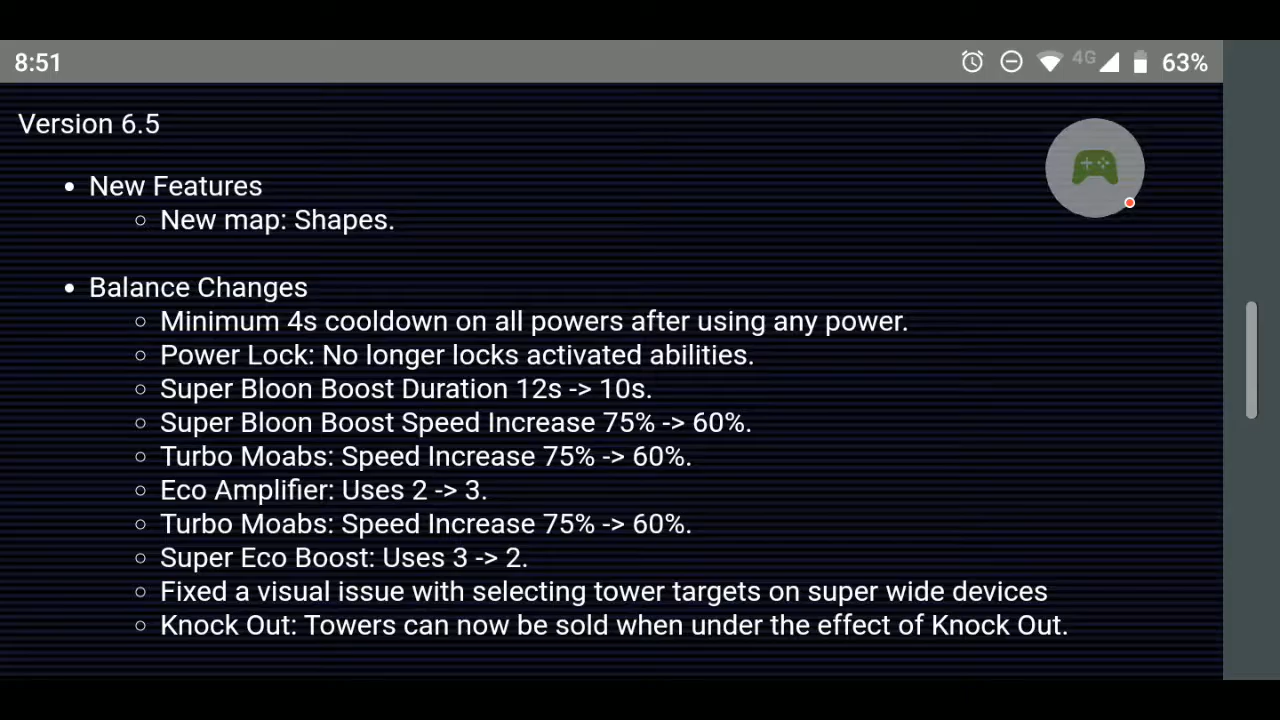 8:51
4G
63%
Version 6.5
• New Features
○ New map: Shapes.
• Balance Changes
○ Minimum 4s cooldown on all powers after using any power.
○ Power Lock: No longer locks activated abilities.
○ Super Bloon Boost Duration 12s -> 10s.
○ Super Bloon Boost Speed Increase 75% -> 60%.
○ Turbo Moabs: Speed Increase 75% -> 60%.
○ Eco Amplifier: Uses 2 -> 3.
○ Turbo Moabs: Speed Increase 75% -> 60%.
○ Super Eco Boost: Uses 3 -> 2.
○ Fixed a visual issue with selecting tower targets on super wide devices
○ Knock Out: Towers can now be sold when under the effect of Knock Out.